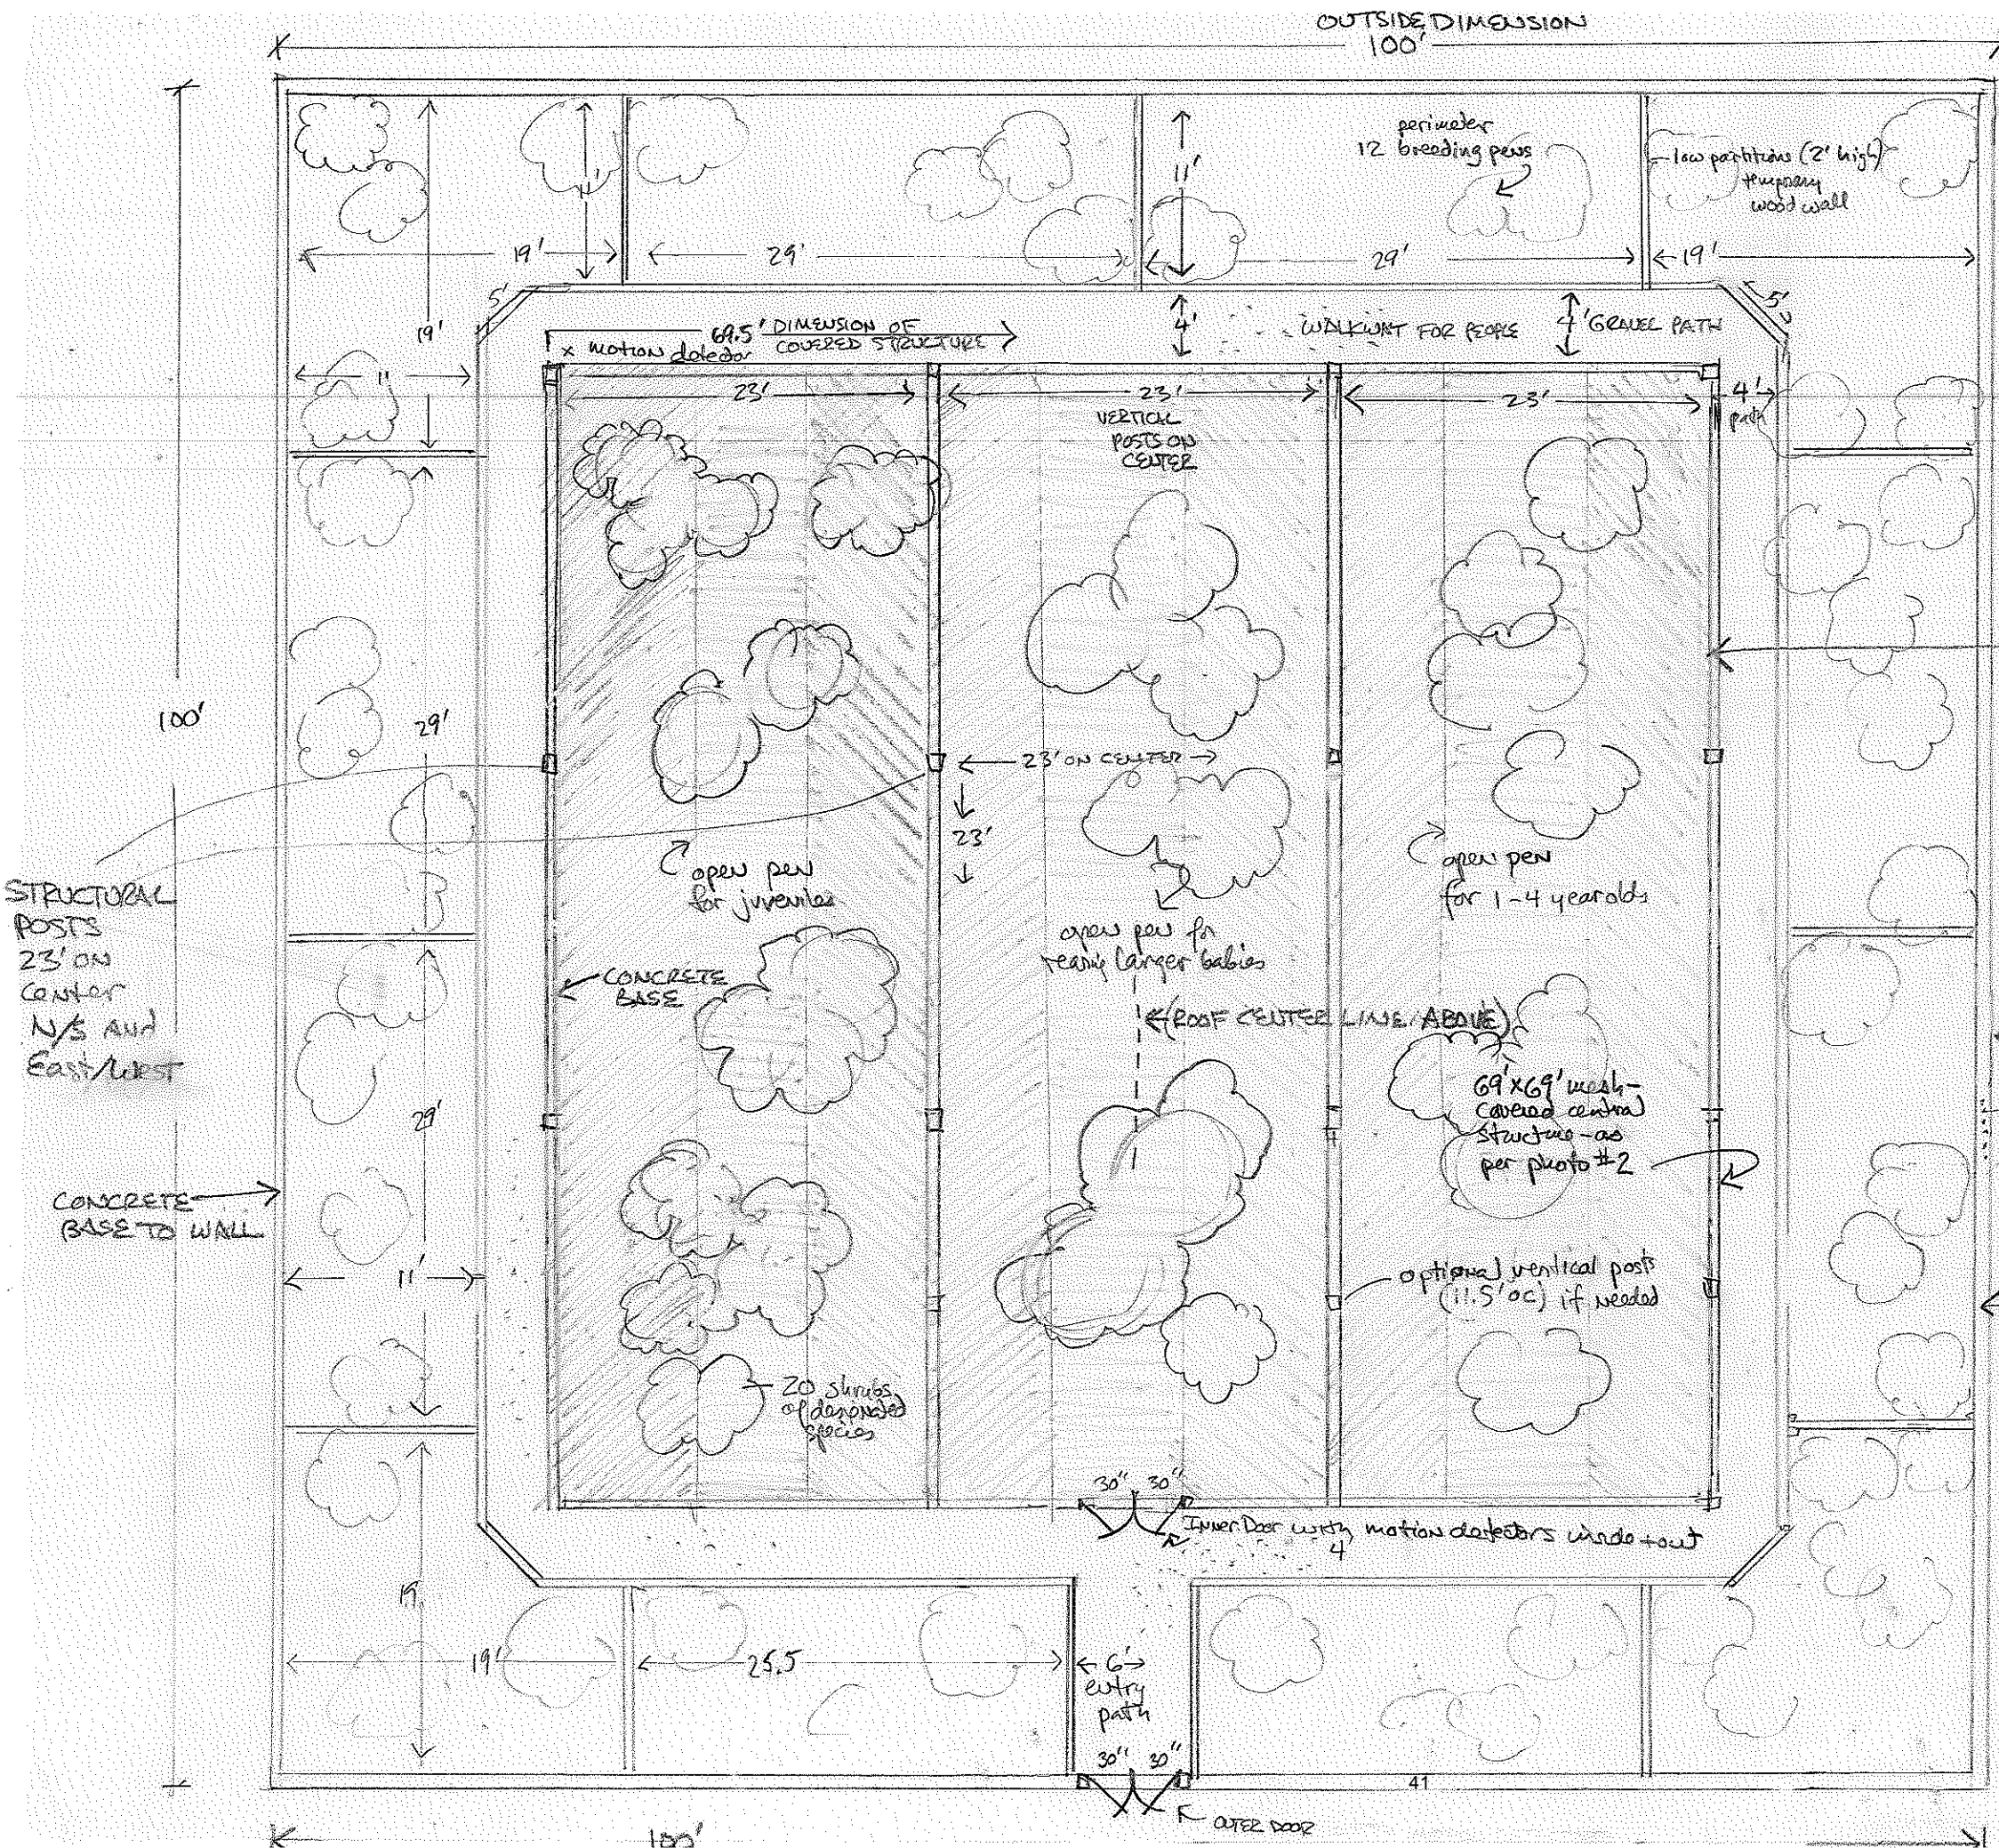 OUTSIDE DIMENSION
100'
perimeter
12 breeding pens
low partitions (2' high)
temporary
wood wall
11'
11'
19'
29'
29'
19'
5'
5'
19'
69.5' DIMENSION OF
COVERED STRUCTURE
x motion detector
4'
WALKWAY FOR PEOPLE
4' GRAVEL PATH
11
23'
23'
23'
4'
path
VERTICAL
POSTS ON
CENTER
100'
29'
23' ON CENTER
23'
open pen
for juveniles
open pen
for 1-4 year olds
STRUCTURAL
POSTS
23' ON
Center
N/S and
East/West
open pen for
rearing larger babies
CONCRETE
BASE
(ROOF CENTER LINE/ABOVE)
69'x69' mesh-
covered central
structure-as
per photo #2
29'
CONCRETE
BASE TO WALL
11'
optional vertical posts
(11.5' OC) if needed
20 shrubs
of designated
species
30" 30"
Inner Door with motion detectors inside + out
4
19
19'
25.5
6'
entry
path
30" 30"
41
OUTER DOOR
100'